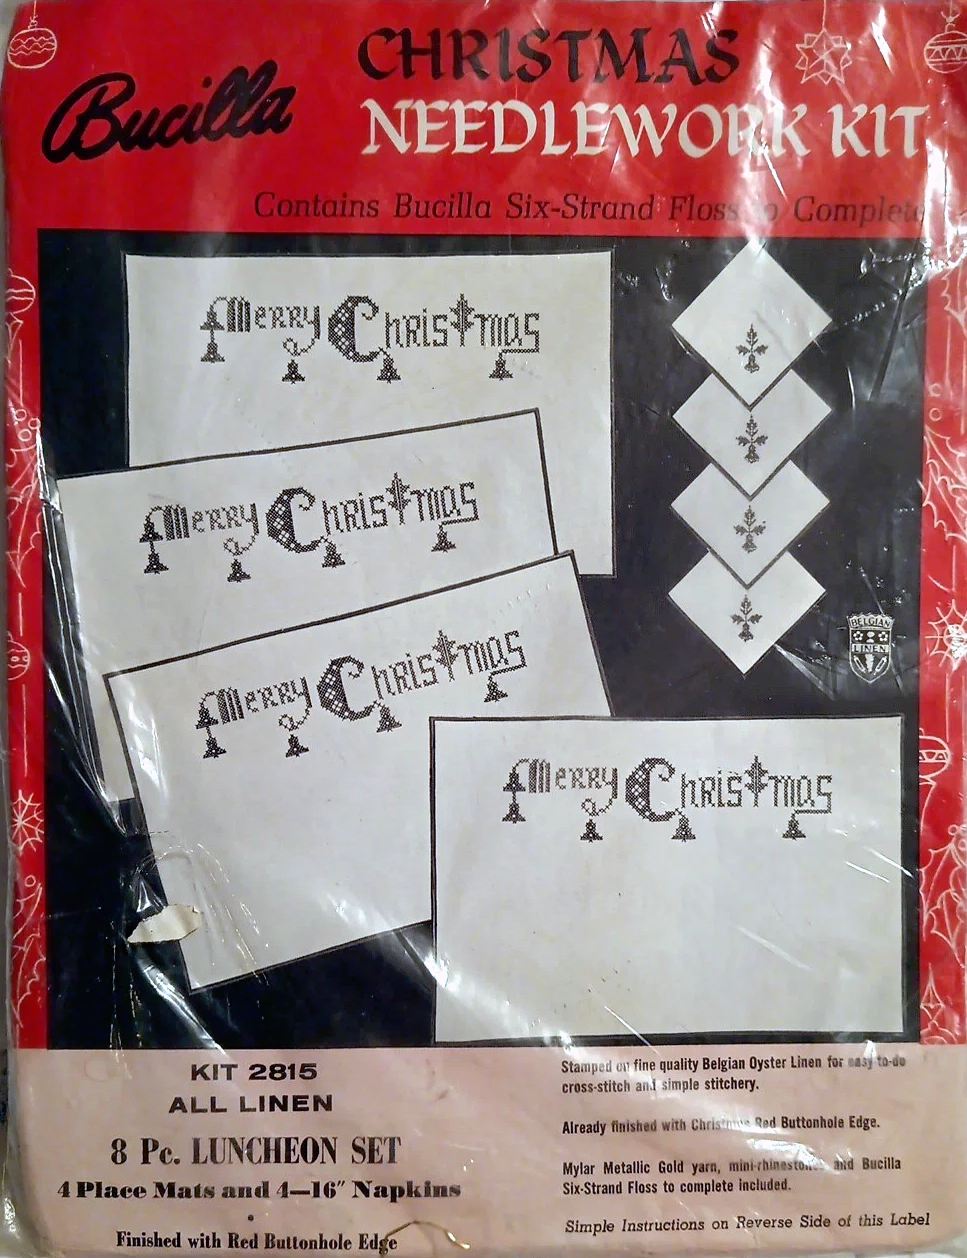 CHRISTMAS
Bucilla
NEEDLEWORK KIT
Contains Bucilla Six-Strand Floss to Complete
Merry Christmas
Merry Christmas
Merry Christmas
Merry Christmas
BELGIAN
LINEN
KIT 2815
ALL LINEN
8 Pc. LUNCHEON SET
4 Place Mats and 4—16" Napkins
•
Finished with Red Buttonhole Edge
Stamped on fine quality Belgian Oyster Linen for easy-to-do
cross-stitch and simple stitchery.
Already finished with Christmas Red Buttonhole Edge.
Mylar Metallic Gold yarn, mini-rhinestones and Bucilla
Six-Strand Floss to complete included.
Simple Instructions on Reverse Side of this Label